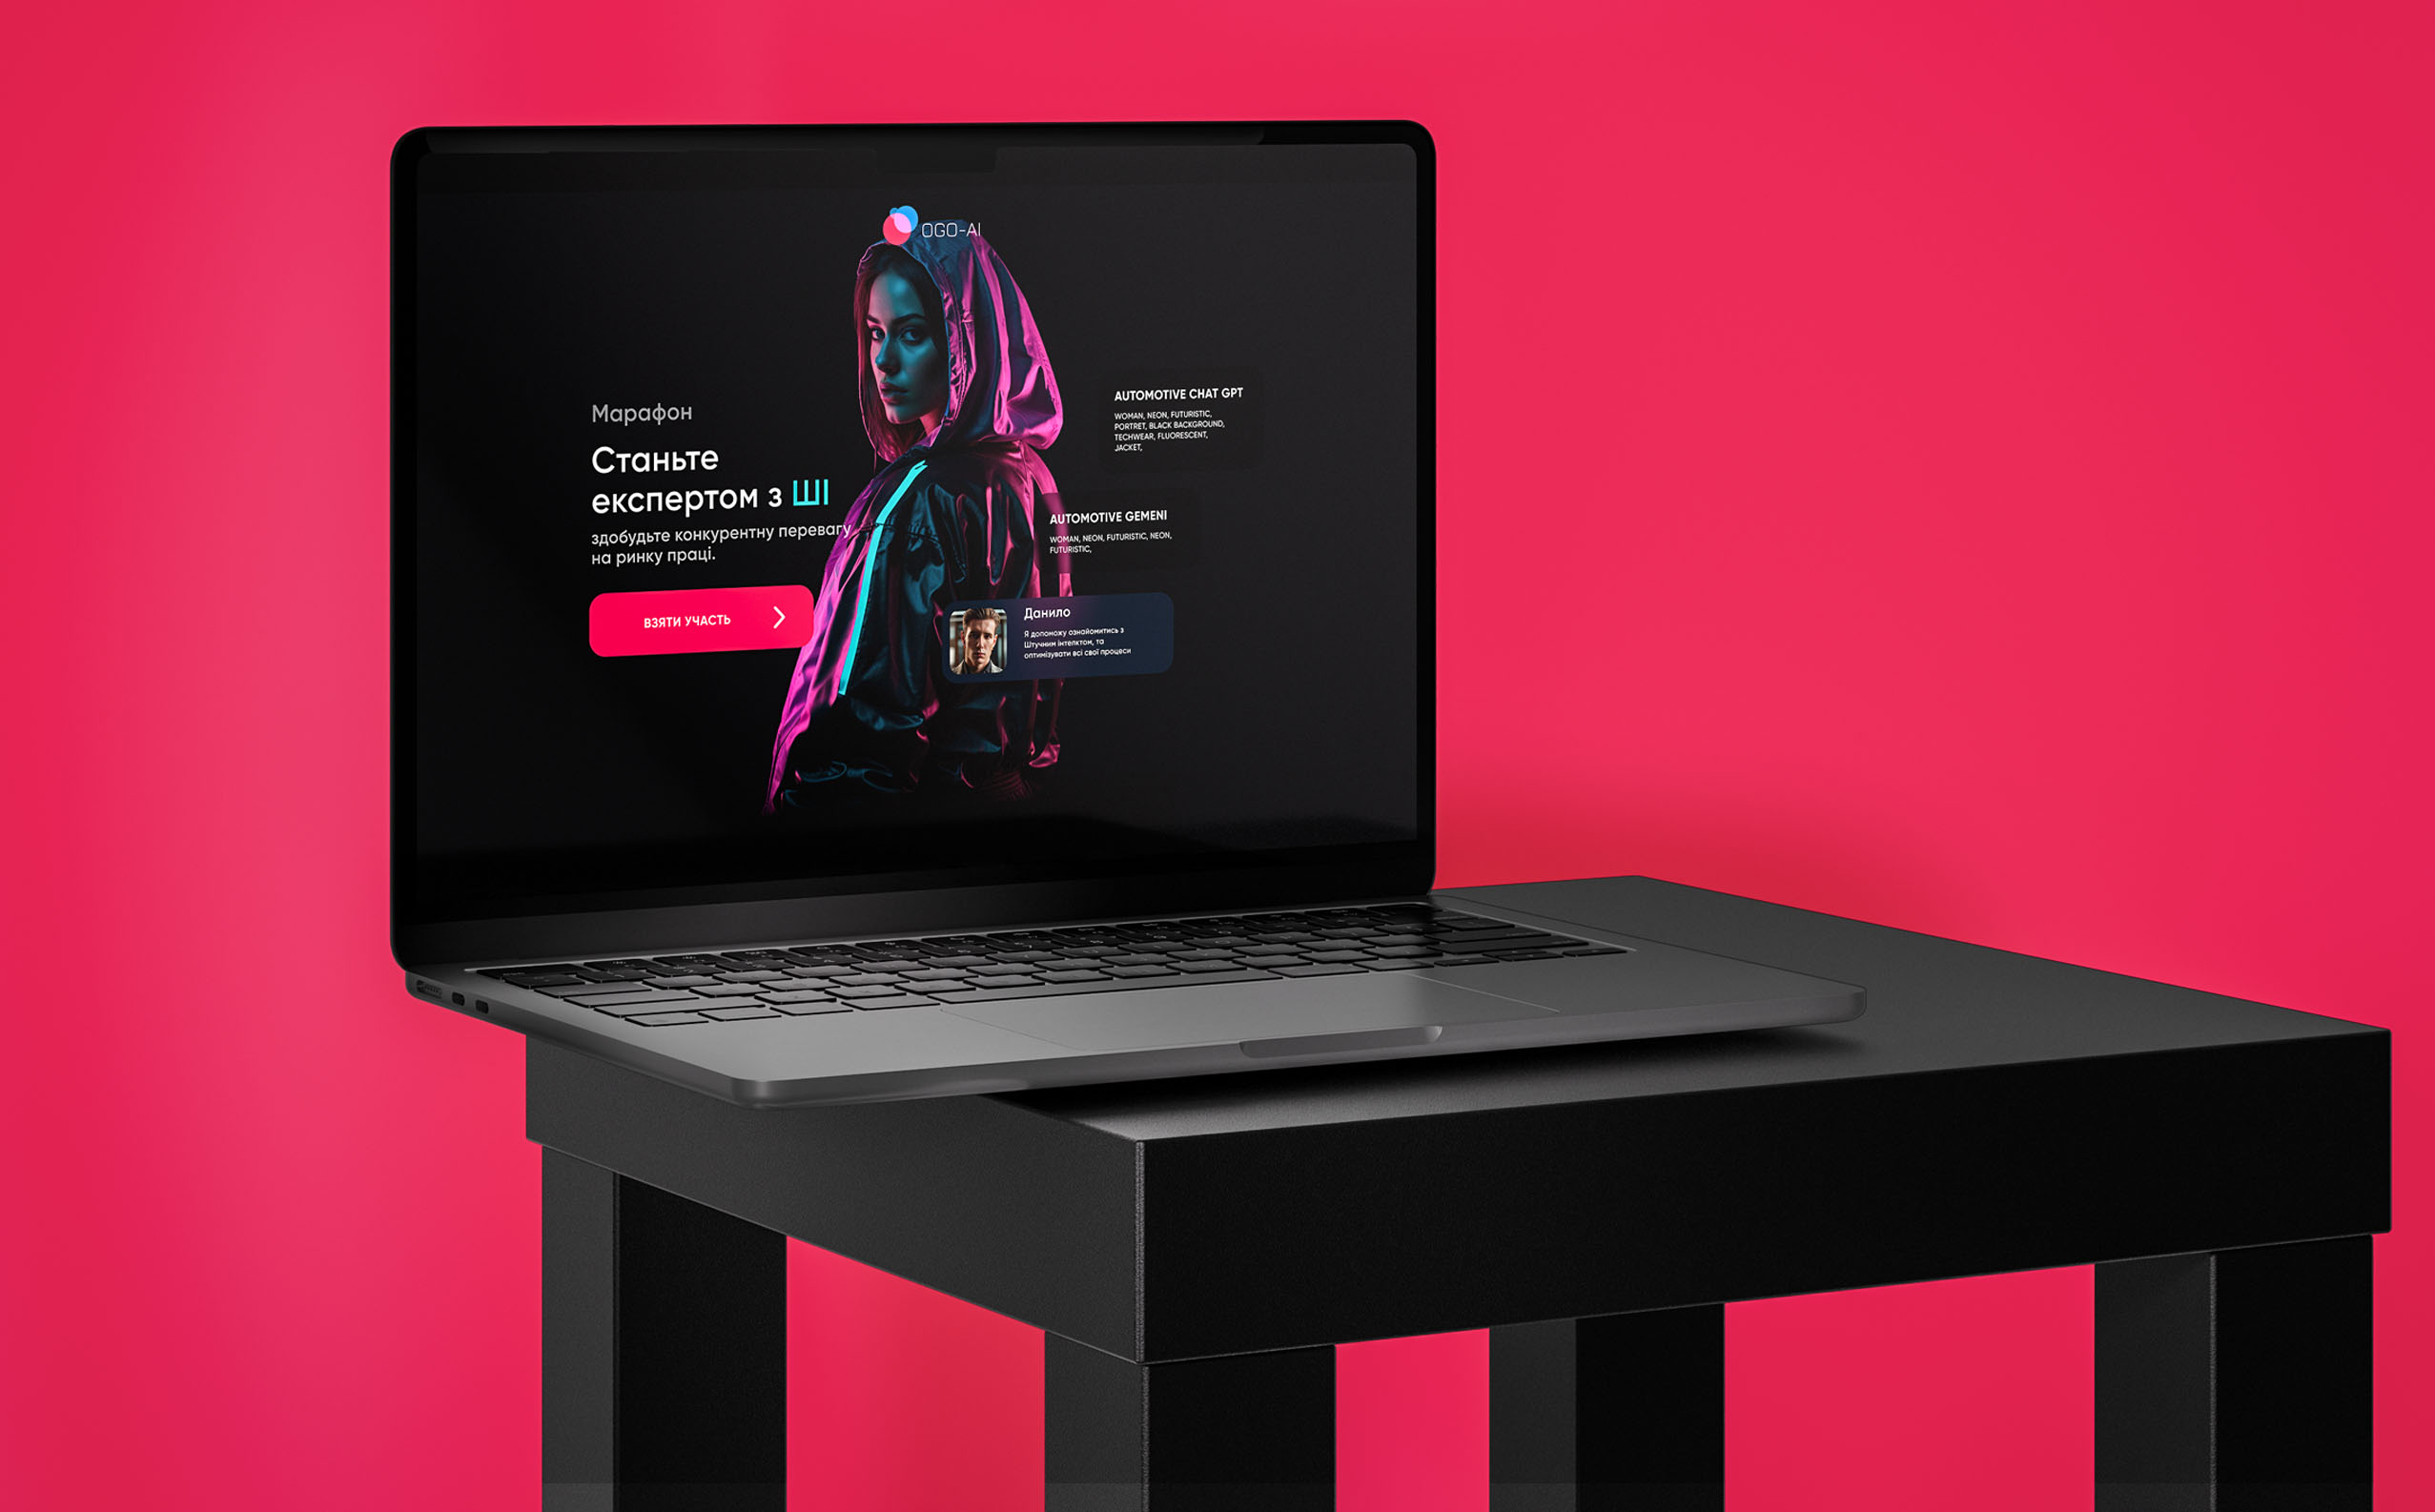 OGO-AI
Марафон
Станьте
експертом з ШІ
здобудьте конкурентну перевагу
на ринку праці.
ВЗЯТИ УЧАСТЬ
AUTOMOTIVE CHAT GPT
WOMAN, NEON, FUTURISTIC,
PORTRET, BLACK BACKGROUND,
TECHWEAR, FLUORESCENT,
JACKET,
AUTOMOTIVE GEMENI
WOMAN, NEON, FUTURISTIC, NEON,
FUTURISTIC,
Данило
Я допоможу ознайомитись з
Штучним інтелктом, та
оптимізувати всі свої процеси